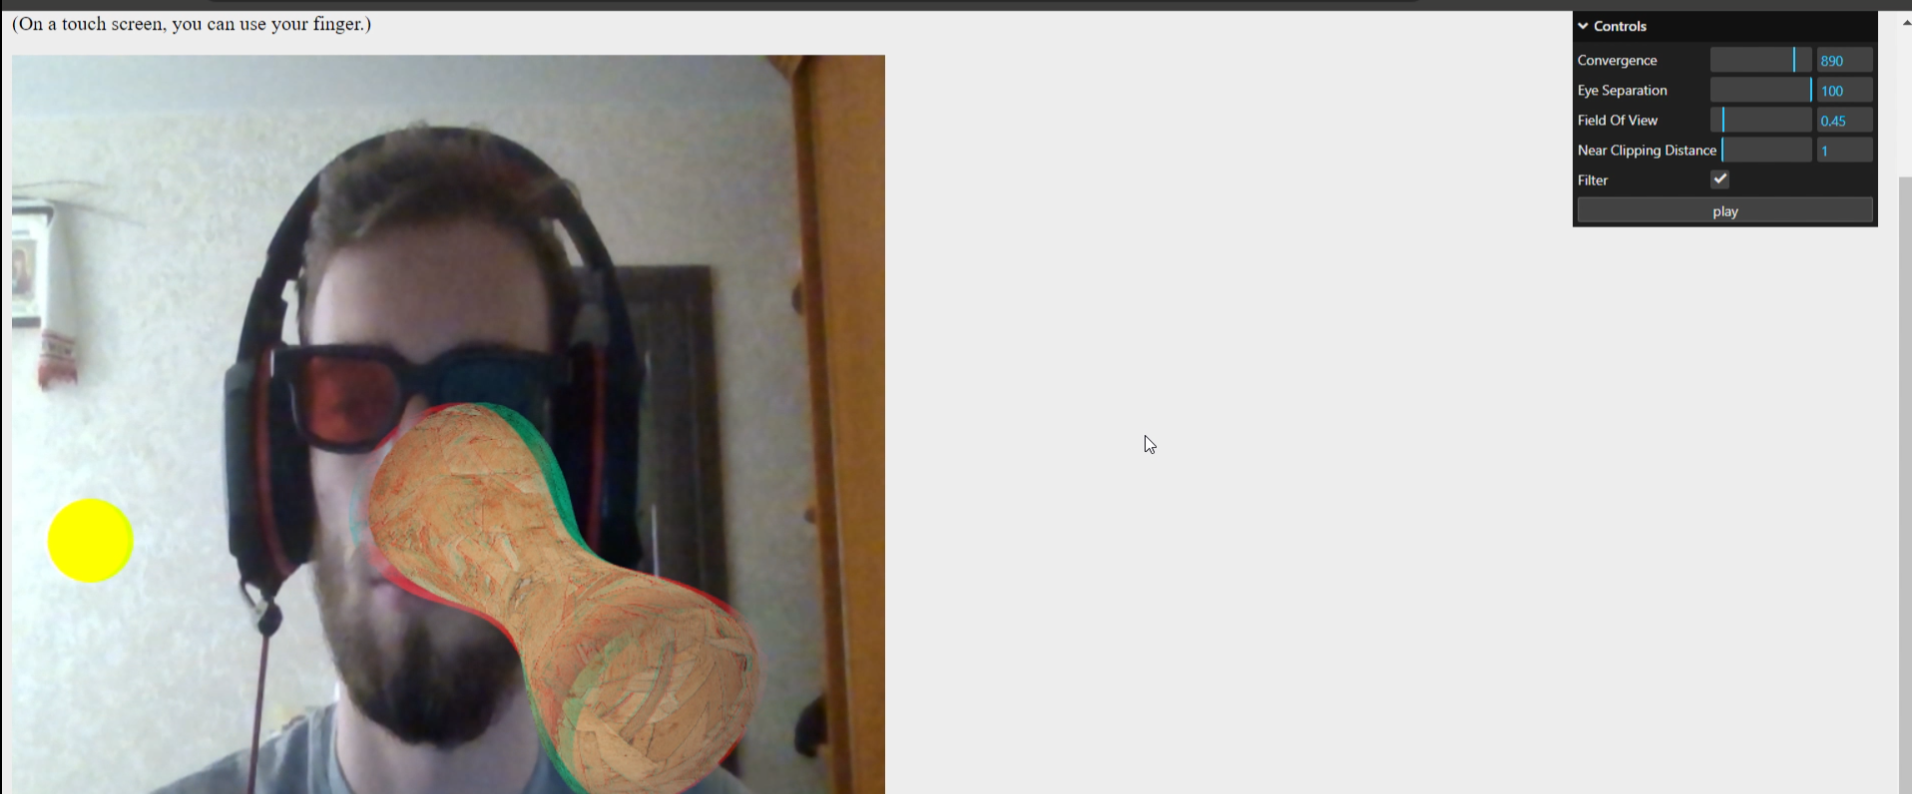 (On a touch screen, you can use your finger.)
Controls
Convergence 890
Eye Separation 100
Field Of View 0.45
Near Clipping Distance 1
Filter
play